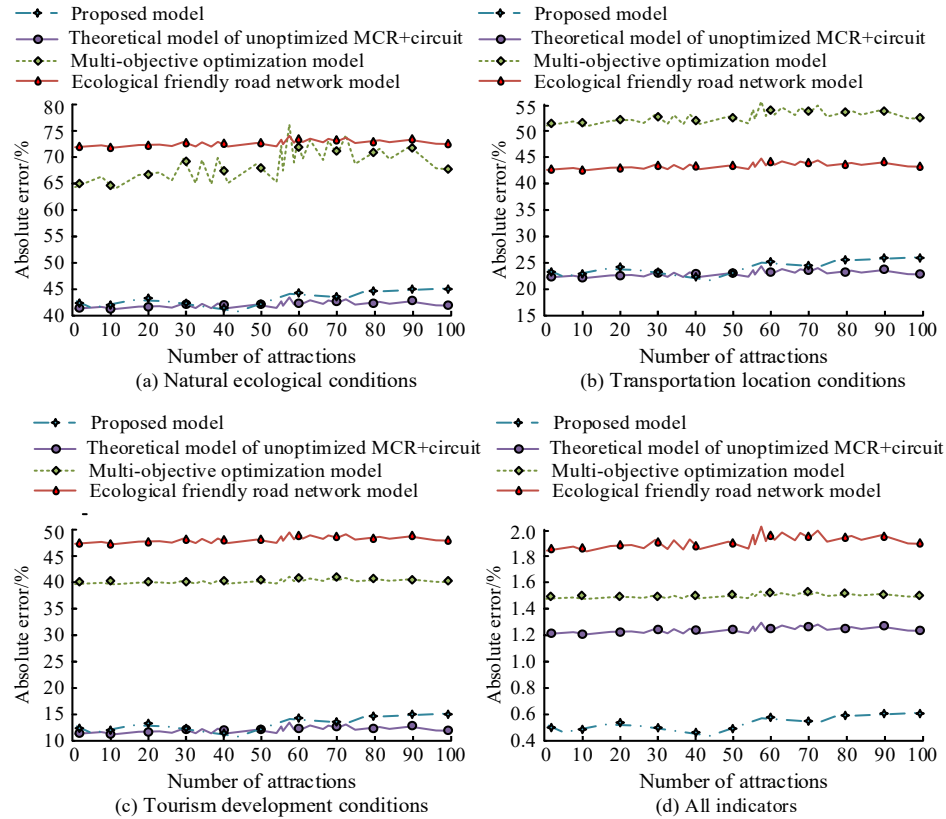 Proposed model
Theoretical model of unoptimized MCR+circuit
Multi-objective optimization model
Ecological friendly road network model
Absolute error/%
80
75
70
65
60
55
50
45
40
0 10 20 30 40 50 60 70 80 90 100
Number of attractions
(a) Natural ecological conditions
Proposed model
Theoretical model of unoptimized MCR+circuit
Multi-objective optimization model
Ecological friendly road network model
Absolute error/%
55
50
45
40
35
30
25
20
15
0 10 20 30 40 50 60 70 80 90 100
Number of attractions
(b) Transportation location conditions
Proposed model
Theoretical model of unoptimized MCR+circuit
Multi-objective optimization model
Ecological friendly road network model
Absolute error/%
50
45
40
35
30
25
20
15
10
0 10 20 30 40 50 60 70 80 90 100
Number of attractions
(c) Tourism development conditions
Proposed model
Theoretical model of unoptimized MCR+circuit
Multi-objective optimization model
Ecological friendly road network model
Absolute error/%
2.0
1.8
1.6
1.4
1.2
1.0
0.8
0.6
0.4
0 10 20 30 40 50 60 70 80 90 100
Number of attractions
(d) All indicators